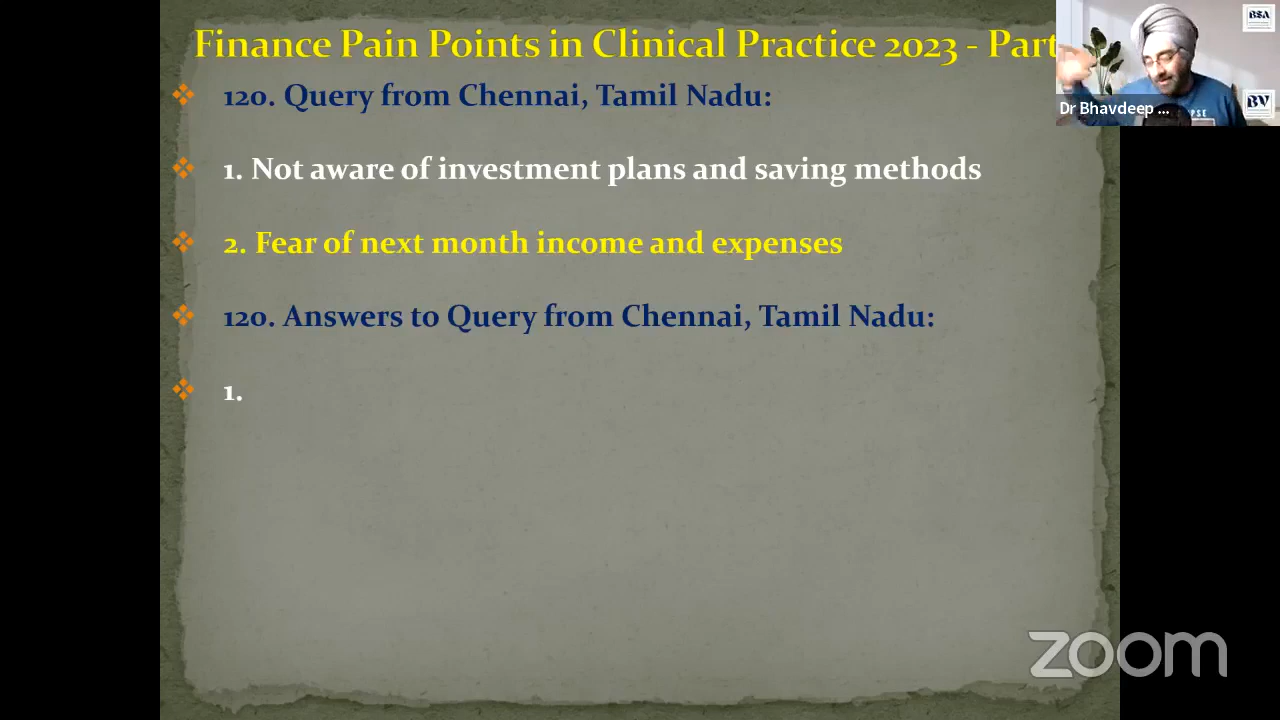 Finance Pain Points in Clinical Practice 2023 - Part
120. Query from Chennai, Tamil Nadu:
1. Not aware of investment plans and saving methods
2. Fear of next month income and expenses
120. Answers to Query from Chennai, Tamil Nadu:
1.
BSA
BV
Dr Bhavdeep ...
PSE
zoom